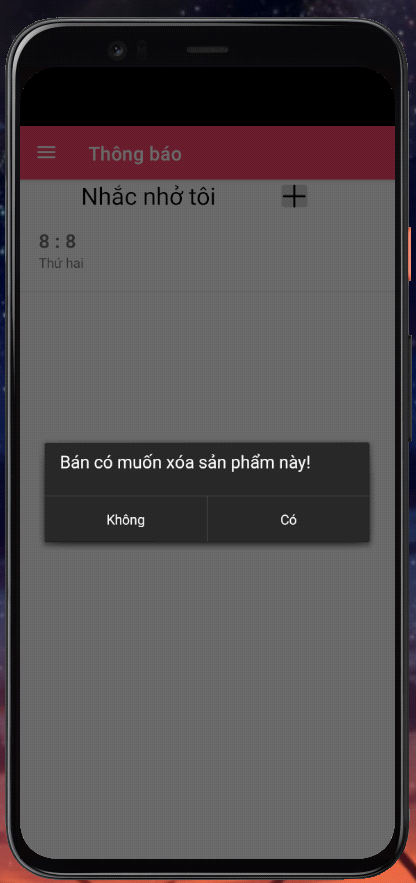 Thông báo
Nhắc nhở tôi
8 : 8
Thứ hai
Bán có muốn xóa sản phẩm này!
Không
Có